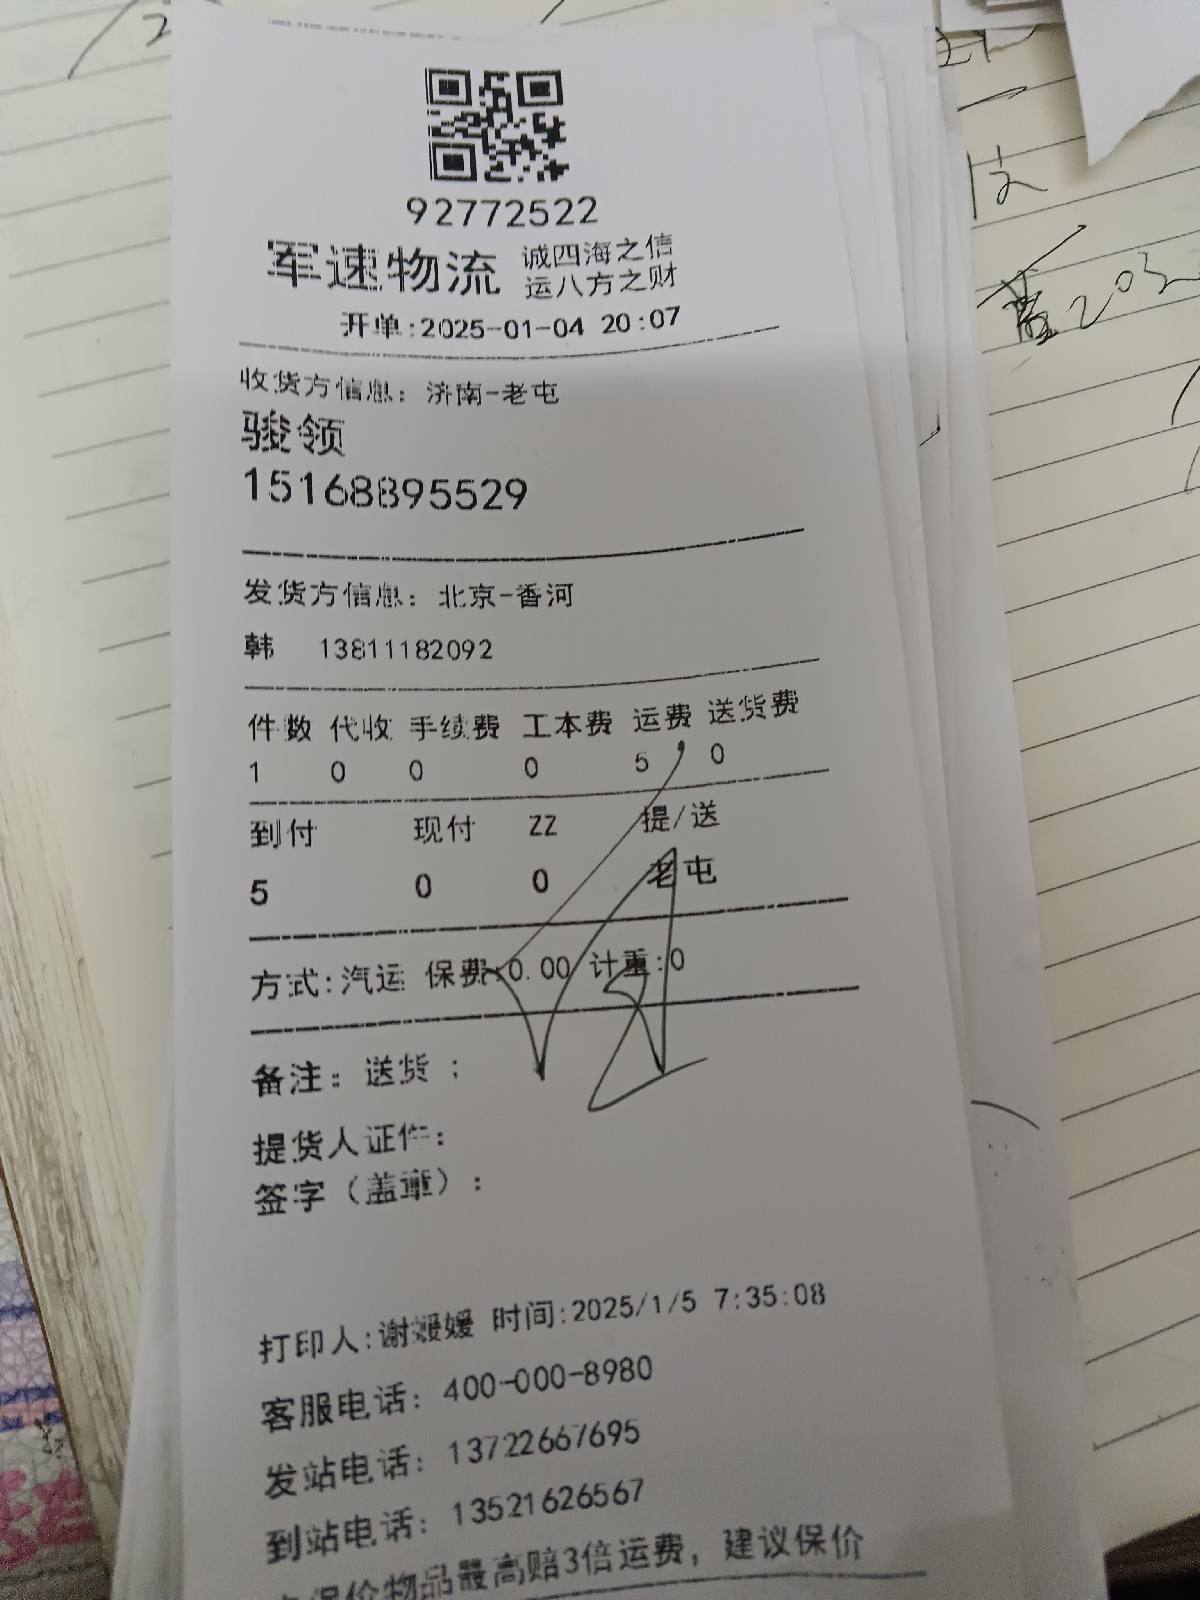 92772522
军速物流 诚四海之信
运八方之财
开单:2025-01-04 20:07
收货方信息: 济南-老屯
骏领
15168895529
发货方信息: 北京-香河
韩 13811182092
件数 代收 手续费 工本费 运费 送货费
1 0 0 0 5 0
到付 现付 ZZ 提/送
5 0 0 老屯
方式:汽运 保费:0.00 计重:0
备注: 送货 ;
提货人证件:
签字(盖章):
打印人:谢媛媛 时间:2025/1/5 7:35:08
客服电话: 400-000-8980
发站电话: 13722667695
到站电话: 13521626567
保价物品最高赔3倍运费, 建议保价
203